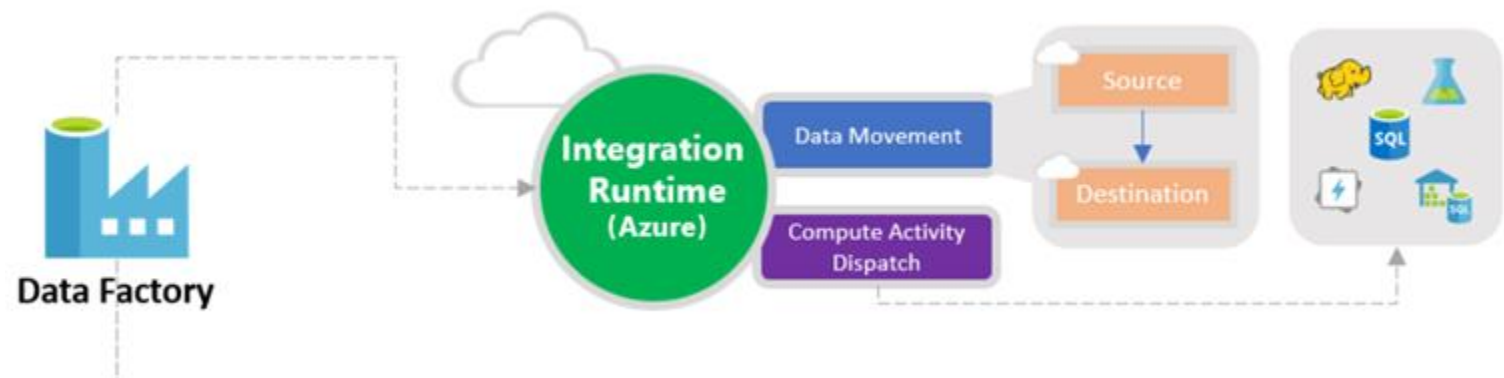 Data Factory
Integration
Runtime
(Azure)
Data Movement
Compute Activity
Dispatch
Source
Destination
SQL
SQL